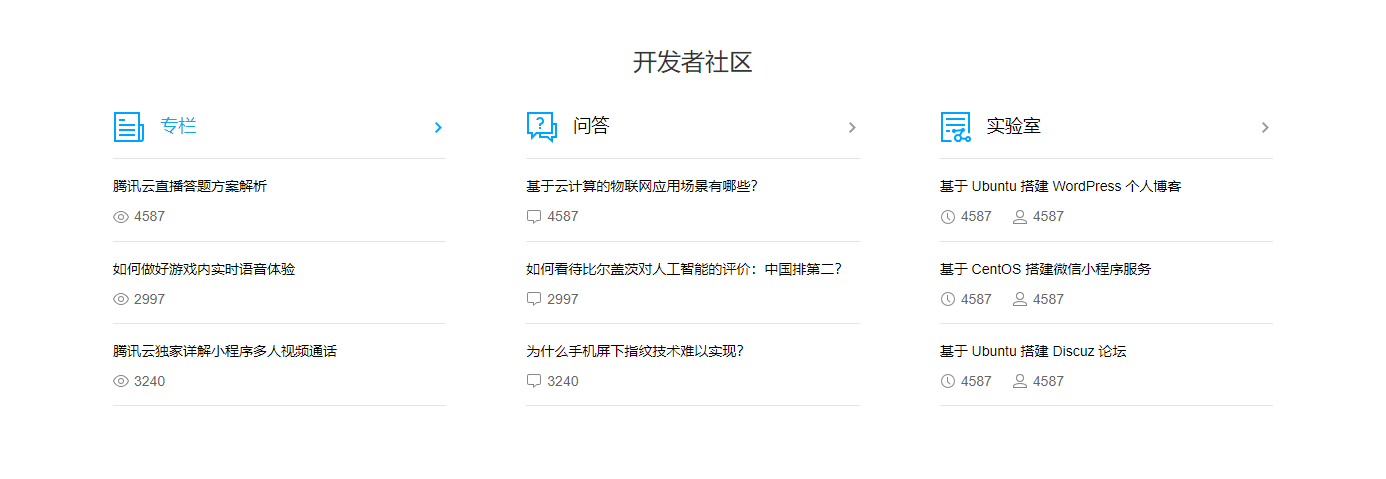 开发者社区
专栏
腾讯云直播答题方案解析
4587
如何做好游戏内实时语音体验
2997
腾讯云独家详解小程序多人视频通话
3240
问答
基于云计算的物联网应用场景有哪些?
4587
如何看待比尔盖茨对人工智能的评价：中国排第二?
2997
为什么手机屏下指纹技术难以实现?
3240
实验室
基于 Ubuntu 搭建 WordPress 个人博客
4587 4587
基于 CentOS 搭建微信小程序服务
4587 4587
基于 Ubuntu 搭建 Discuz 论坛
4587 4587